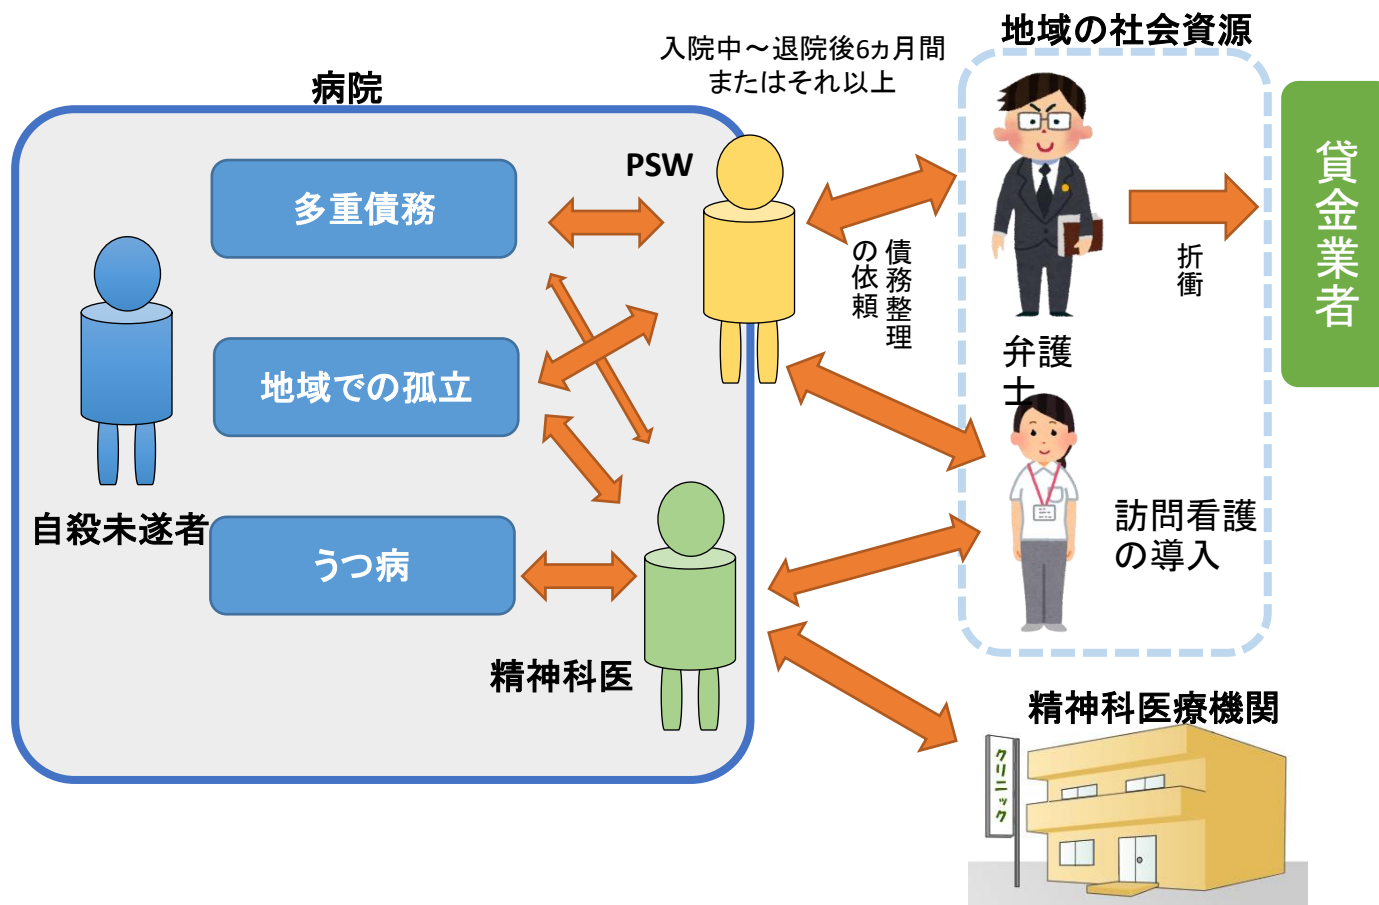 地域の社会資源
入院中～退院後6ヵ月間
またはそれ以上
病院
PSW
多重債務
貸金業者
債務整理
の依頼
折衝
弁護
士
地域での孤立
自殺未遂者
訪問看護
の導入
うつ病
精神科医
精神科医療機関
クリニック